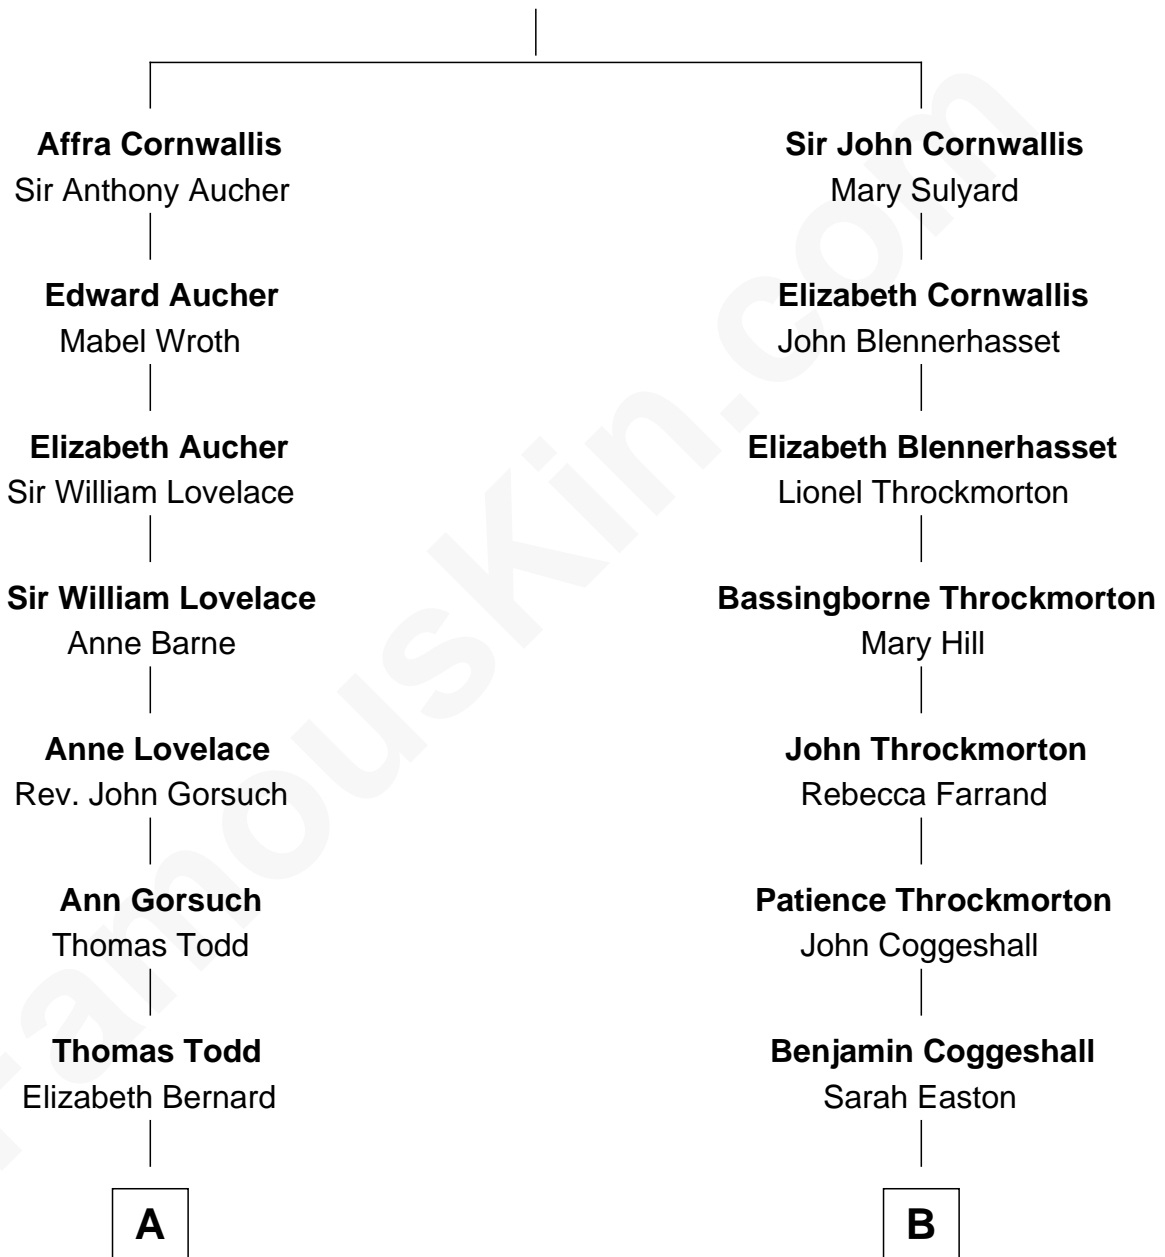 Affra Cornwallis
Sir Anthony Aucher
Edward Aucher
Mabel Wroth
Elizabeth Aucher
Sir William Lovelace
Sir William Lovelace
Anne Barne
Anne Lovelace
Rev. John Gorsuch
Ann Gorsuch
Thomas Todd
Thomas Todd
Elizabeth Bernard
A
Sir John Cornwallis
Mary Sulyard
Elizabeth Cornwallis
John Blennerhasset
Elizabeth Blennerhasset
Lionel Throckmorton
Bassingborne Throckmorton
Mary Hill
John Throckmorton
Rebecca Farrand
Patience Throckmorton
John Coggeshall
Benjamin Coggeshall
Sarah Easton
B
FamousKin.com